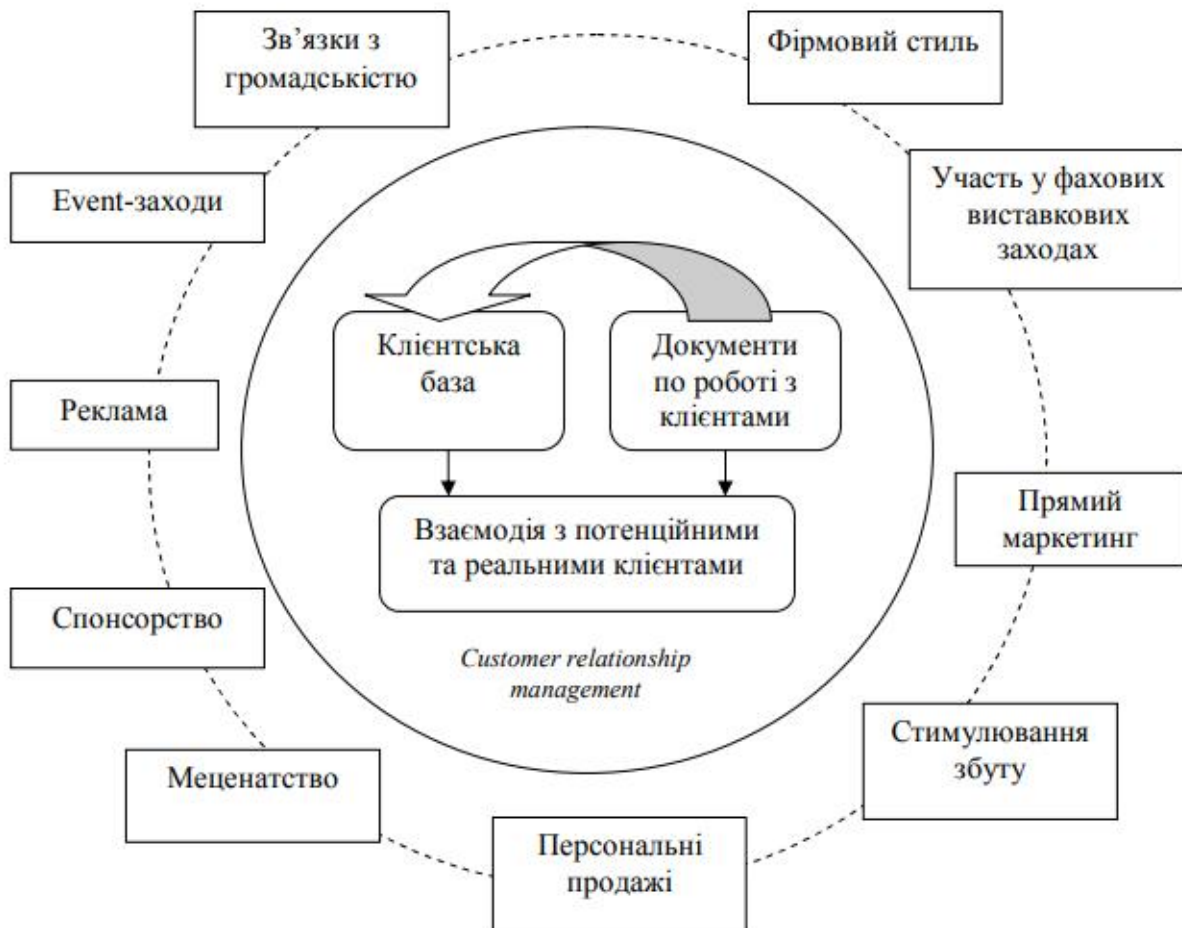 Зв’язки з
громадськістю
Фірмовий стиль
Event-заходи
Участь у фахових
виставкових
заходах
Клієнтська
база
Документи
по роботі з
клієнтами
Реклама
Прямий
маркетинг
Взаємодія з потенційними
та реальними клієнтами
Спонсорство
Customer relationship
management
Стимулювання
збуту
Меценатство
Персональні
продажі